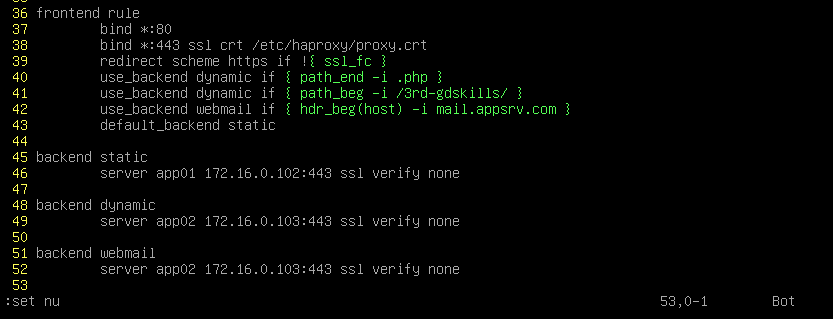 36 frontend rule
37         bind *:80
38         bind *:443 ssl crt /etc/haproxy/proxy.crt
39         redirect scheme https if !{ ssl_fc }
40         use_backend dynamic if { path_end -i .php }
41         use_backend dynamic if { path_beg -i /3rd-gdskills/ }
42         use_backend webmail if { hdr_beg(host) -i mail.appsrv.com }
43         default_backend static
44
45 backend static
46         server app01 172.16.0.102:443 ssl verify none
47
48 backend dynamic
49         server app02 172.16.0.103:443 ssl verify none
50
51 backend webmail
52         server app02 172.16.0.103:443 ssl verify none
53
:set nu                                                                       53,0-1        Bot